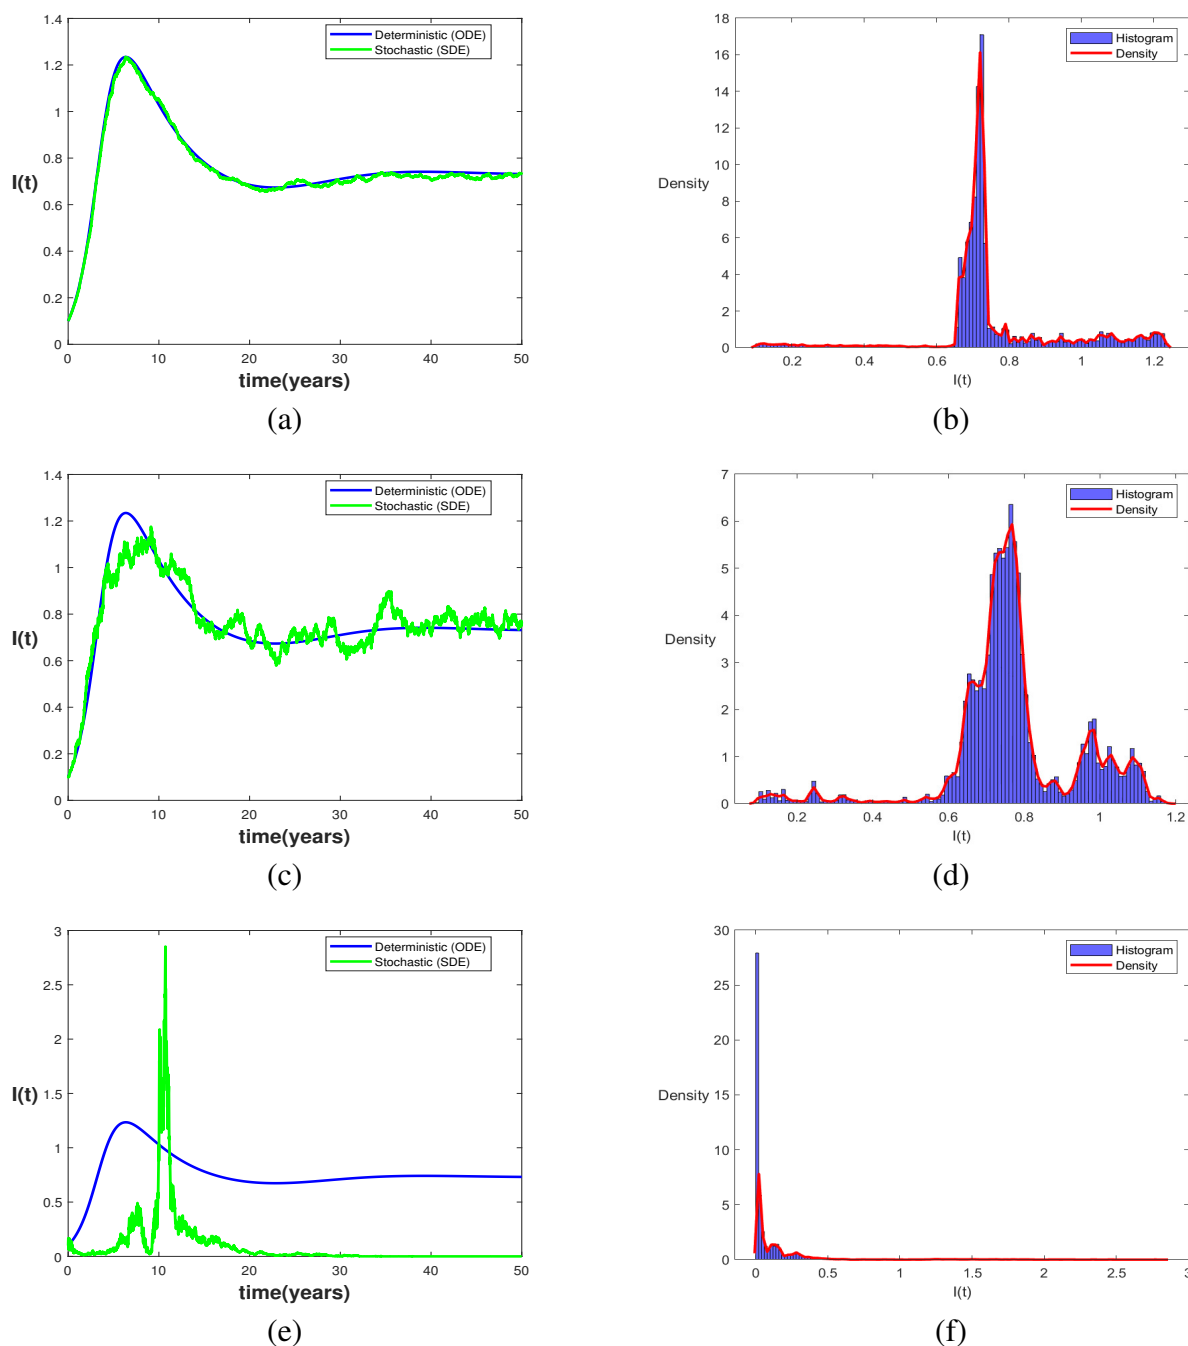 1.4
1.2
1
0.8
0.6
0.4
0.2
0
I(t)
0 10 20 30 40 50
time(years)
Deterministic (ODE)
Stochastic (SDE)
(a)
18
16
14
12
10
8
6
4
2
0
Density
0.2 0.4 0.6 0.8 1 1.2
I(t)
Histogram
Density
(b)
1.4
1.2
1
0.8
0.6
0.4
0.2
0
I(t)
0 10 20 30 40 50
time(years)
Deterministic (ODE)
Stochastic (SDE)
(c)
7
6
5
4
3
2
1
0
Density
0.2 0.4 0.6 0.8 1 1.2
I(t)
Histogram
Density
(d)
3
2.5
2
1.5
1
0.5
0
I(t)
0 10 20 30 40 50
time(years)
Deterministic (ODE)
Stochastic (SDE)
(e)
30
25
20
15
10
5
0
Density
0 0.5 1 1.5 2 2.5 3
I(t)
Histogram
Density
(f)